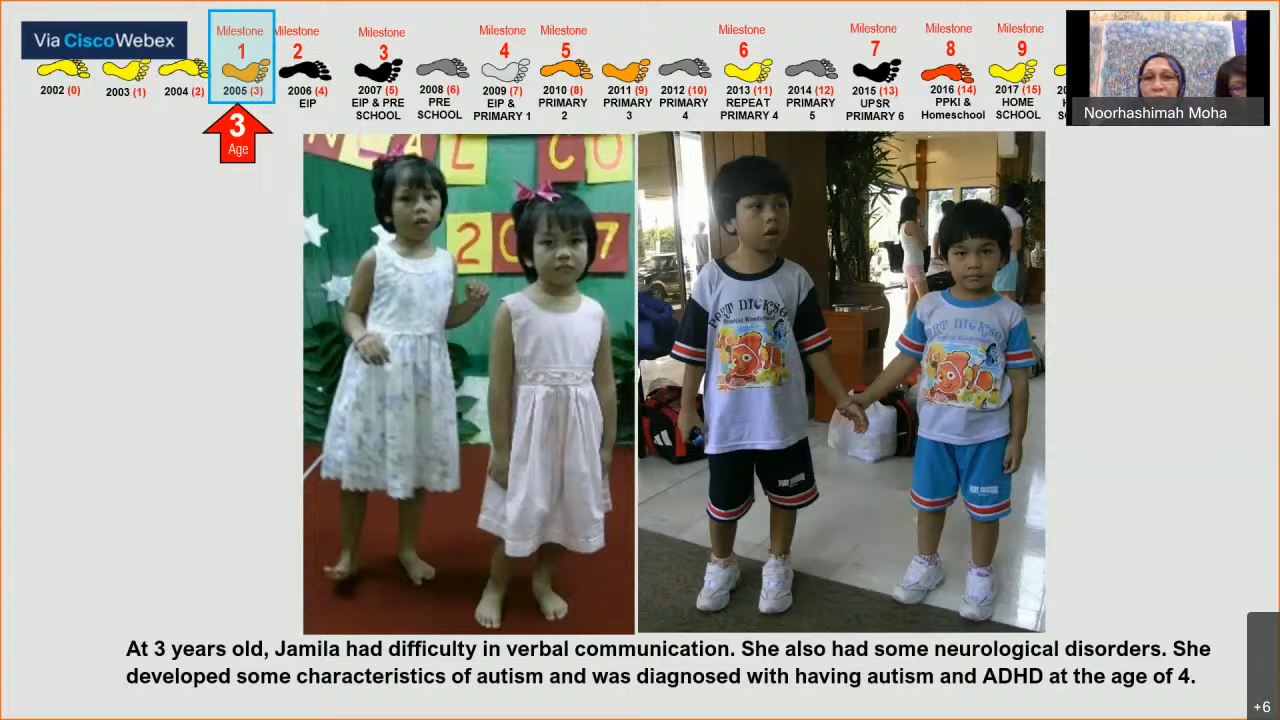 Via Cisco Webex
Milestone
1
Milestone
2
Milestone
3
Milestone
4
Milestone
5
Milestone
6
Milestone
7
Milestone
8
Milestone
9
2002 (0)
2003 (1)
2004 (2)
2005 (3)
2006 (4)
EIP
2007 (5)
EIP & PRE
SCHOOL
2008 (6)
PRE
SCHOOL
2009 (7)
EIP &
PRIMARY 1
2010 (8)
PRIMARY
2
2011 (9)
PRIMARY
3
2012 (10)
PRIMARY
4
2013 (11)
REPEAT
PRIMARY 4
2014 (12)
PRIMARY
5
2015 (13)
UPSR
PRIMARY 6
2016 (14)
PPKI &
Homeschool
2017 (15)
HOME
SCHOOL
Noorhashimah Moha
3
Age
At 3 years old, Jamila had difficulty in verbal communication. She also had some neurological disorders. She
developed some characteristics of autism and was diagnosed with having autism and ADHD at the age of 4.
+6